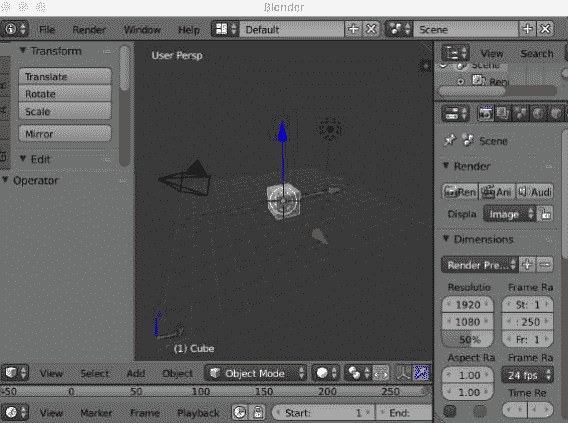 Blender
File Render Window Help Default Scene
Transform
Translate
Rotate
Scale
Mirror
Edit
Operator
User Persp
(1) Cube
View Search
Scene
Scene
Render
Ren Ani Audi
Displa Image
Dimensions
Render Pre...
Resolutio Frame Ra
1920 St: 1
1080 : 250
50% Fr: 1
Aspect Ra Frame Ra
1.00 24 fps
1.00 Time Re
View Select Add Object Object Mode
-50 0 50 100 150 200 250
View Marker Frame Playback Start: 1 End: